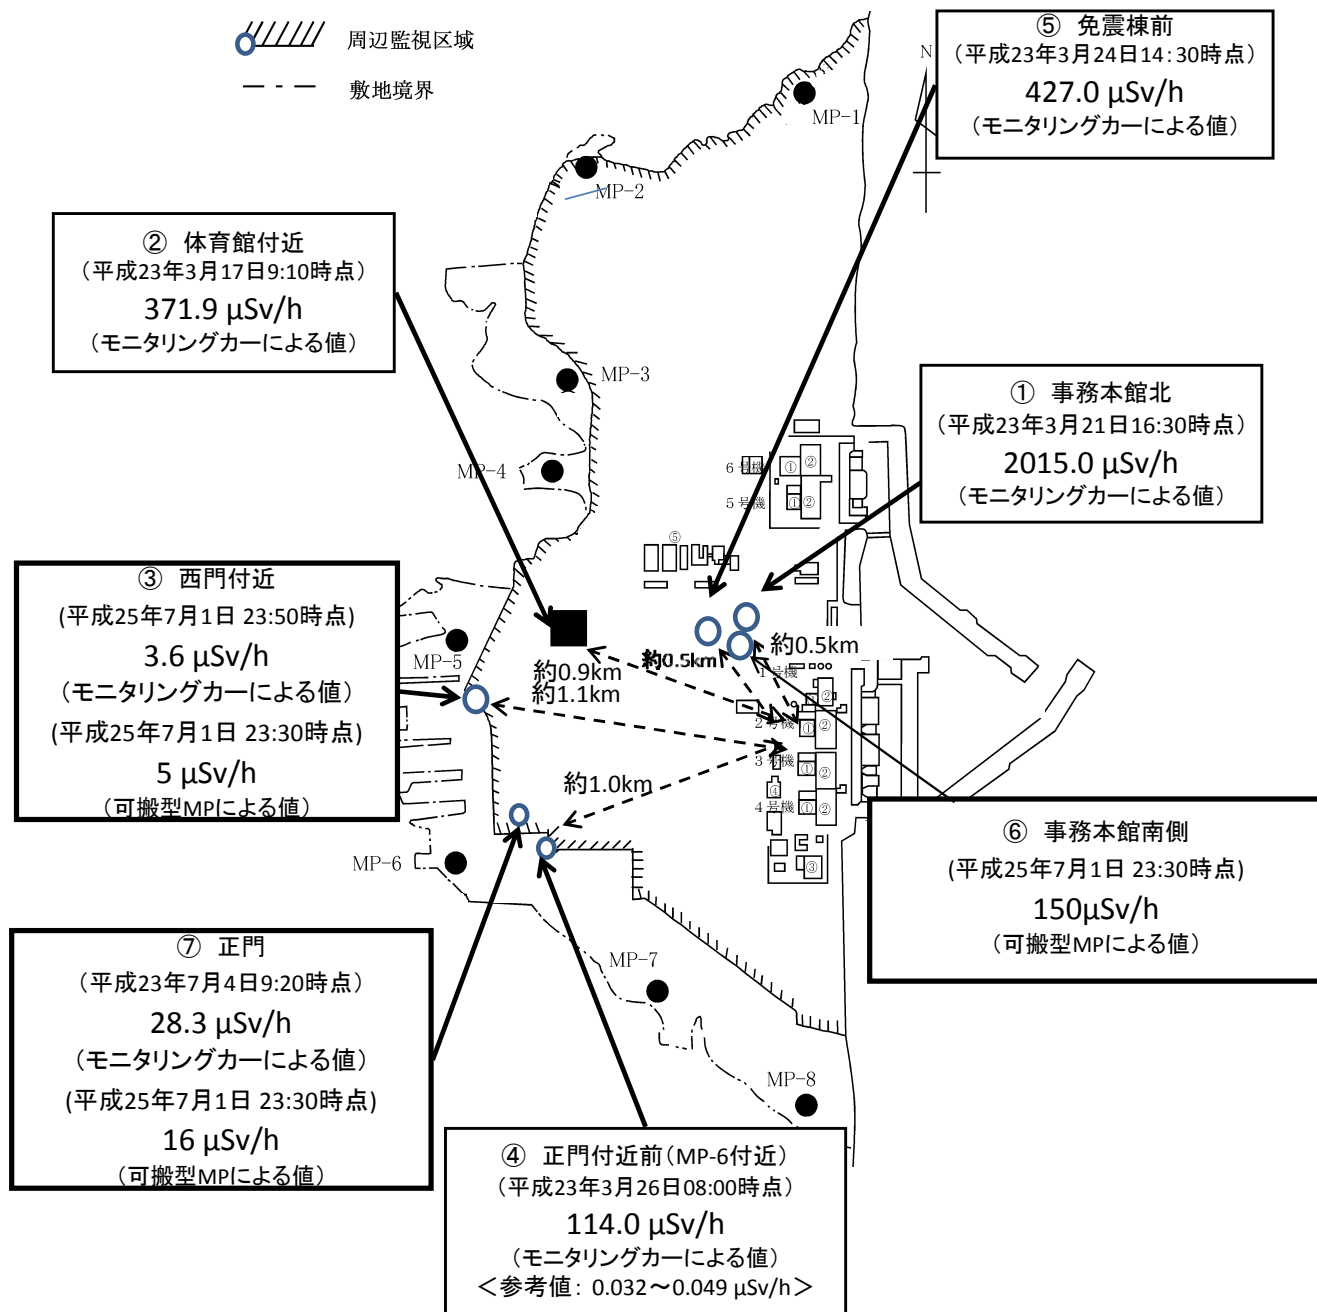 周辺監視区域
敷地境界
⑤ 免震棟前
（平成23年3月24日14:30時点）
427.0 μSv/h
（モニタリングカーによる値）
N
MP-1
MP-2
② 体育館付近
（平成23年3月17日9:10時点）
371.9 μSv/h
（モニタリングカーによる値）
MP-3
① 事務本館北
（平成23年3月21日16:30時点）
2015.0 μSv/h
（モニタリングカーによる値）
MP-4
6号機
①
②
5号機
①
②
⑤
③ 西門付近
(平成25年7月1日 23:50時点)
3.6 μSv/h
（モニタリングカーによる値）
(平成25年7月1日 23:30時点)
5 μSv/h
（可搬型MPによる値）
MP-5
約0.9km
約1.1km
約0.5km
約0.5km
1号機
②
2号機
①
②
3号機
①
②
④
4号機
①
②
③
約1.0km
MP-6
⑥ 事務本館南側
(平成25年7月1日 23:30時点)
150μSv/h
（可搬型MPによる値）
⑦ 正門
（平成23年7月4日9:20時点）
28.3 μSv/h
（モニタリングカーによる値）
(平成25年7月1日 23:30時点)
16 μSv/h
（可搬型MPによる値）
MP-7
MP-8
④ 正門付近前（MP-6付近）
（平成23年3月26日08:00時点）
114.0 μSv/h
（モニタリングカーによる値）
＜参考値: 0.032～0.049 μSv/h＞